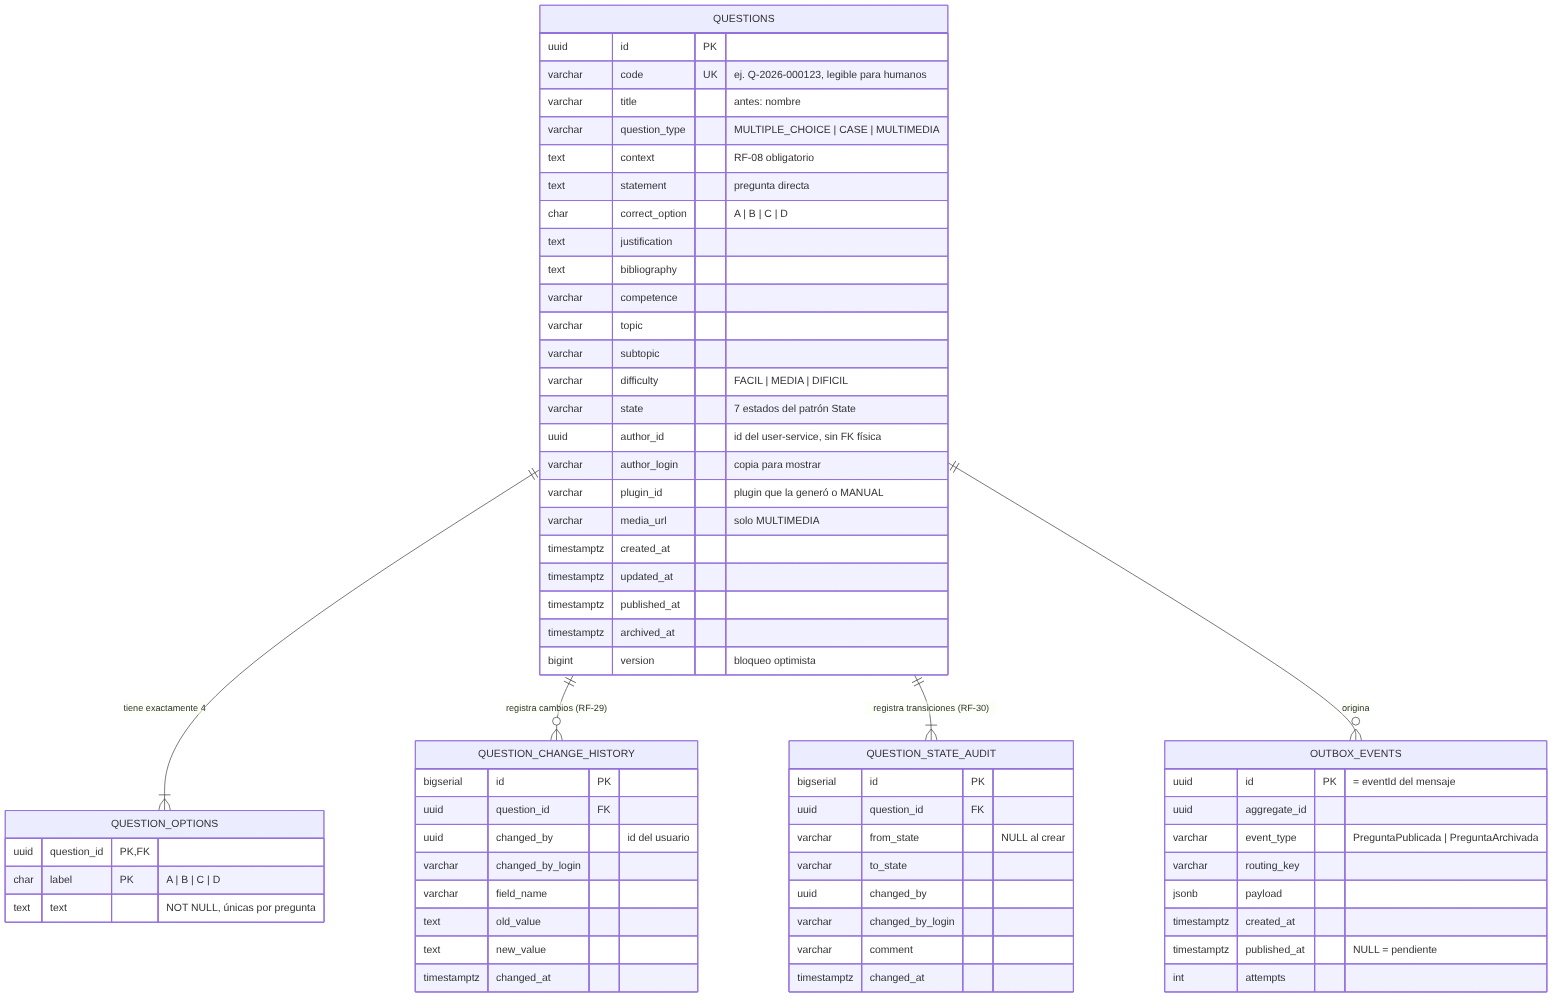 QUESTIONS
uuid id PK
varchar code UK ej. Q-2026-000123, legible para humanos
varchar title antes: nombre
varchar question_type MULTIPLE_CHOICE | CASE | MULTIMEDIA
text context RF-08 obligatorio
text statement pregunta directa
char correct_option A | B | C | D
text justification
text bibliography
varchar competence
varchar topic
varchar subtopic
varchar difficulty FACIL | MEDIA | DIFICIL
varchar state 7 estados del patrón State
uuid author_id id del user-service, sin FK física
varchar author_login copia para mostrar
varchar plugin_id plugin que la generó o MANUAL
varchar media_url solo MULTIMEDIA
timestamptz created_at
timestamptz updated_at
timestamptz published_at
timestamptz archived_at
bigint version bloqueo optimista
tiene exactamente 4
registra cambios (RF-29)
registra transiciones (RF-30)
origina
QUESTION_OPTIONS
uuid question_id PK,FK
char label PK A | B | C | D
text text NOT NULL, únicas por pregunta
QUESTION_CHANGE_HISTORY
bigserial id PK
uuid question_id FK
uuid changed_by id del usuario
varchar changed_by_login
varchar field_name
text old_value
text new_value
timestamptz changed_at
QUESTION_STATE_AUDIT
bigserial id PK
uuid question_id FK
varchar from_state NULL al crear
varchar to_state
uuid changed_by
varchar changed_by_login
varchar comment
timestamptz changed_at
OUTBOX_EVENTS
uuid id PK = eventId del mensaje
uuid aggregate_id
varchar event_type PreguntaPublicada | PreguntaArchivada
varchar routing_key
jsonb payload
timestamptz created_at
timestamptz published_at NULL = pendiente
int attempts